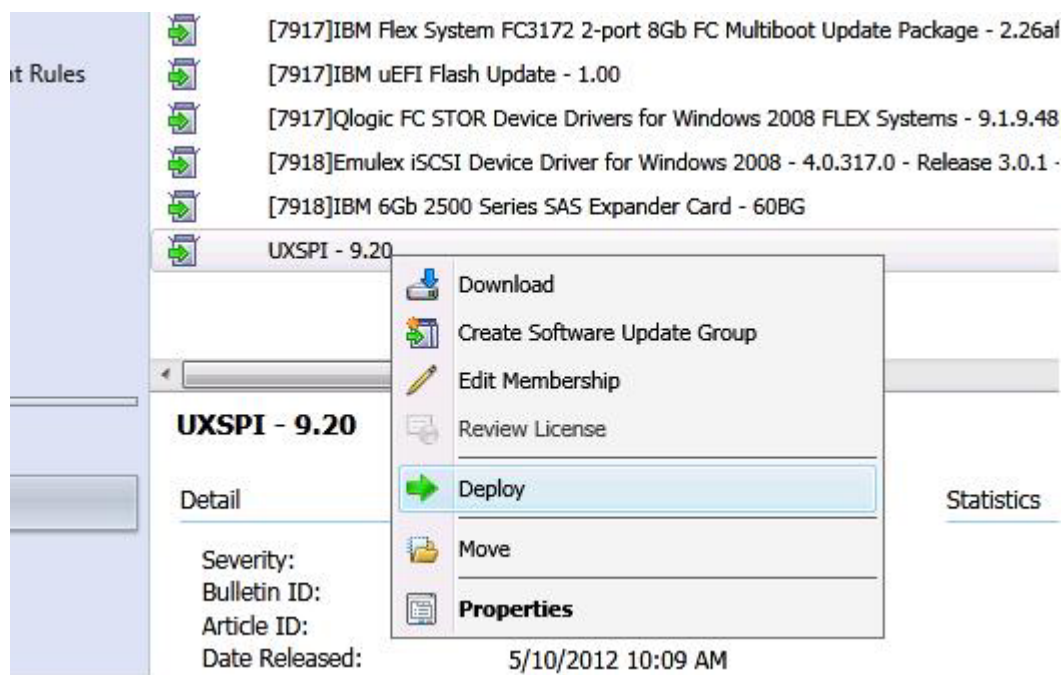 [7917]IBM Flex System FC3172 2-port 8Gb FC Multiboot Update Package - 2.26af
nt Rules
[7917]IBM uEFI Flash Update - 1.00
[7917]Qlogic FC STOR Device Drivers for Windows 2008 FLEX Systems - 9.1.9.48
[7918]Emulex iSCSI Device Driver for Windows 2008 - 4.0.317.0 - Release 3.0.1 -
[7918]IBM 6Gb 2500 Series SAS Expander Card - 60BG
UXSPI - 9.20
Download
Create Software Update Group
Edit Membership
Review License
Deploy
Move
Properties
UXSPI - 9.20
Detail
Statistics
Severity:
Bulletin ID:
Article ID:
Date Released: 5/10/2012 10:09 AM